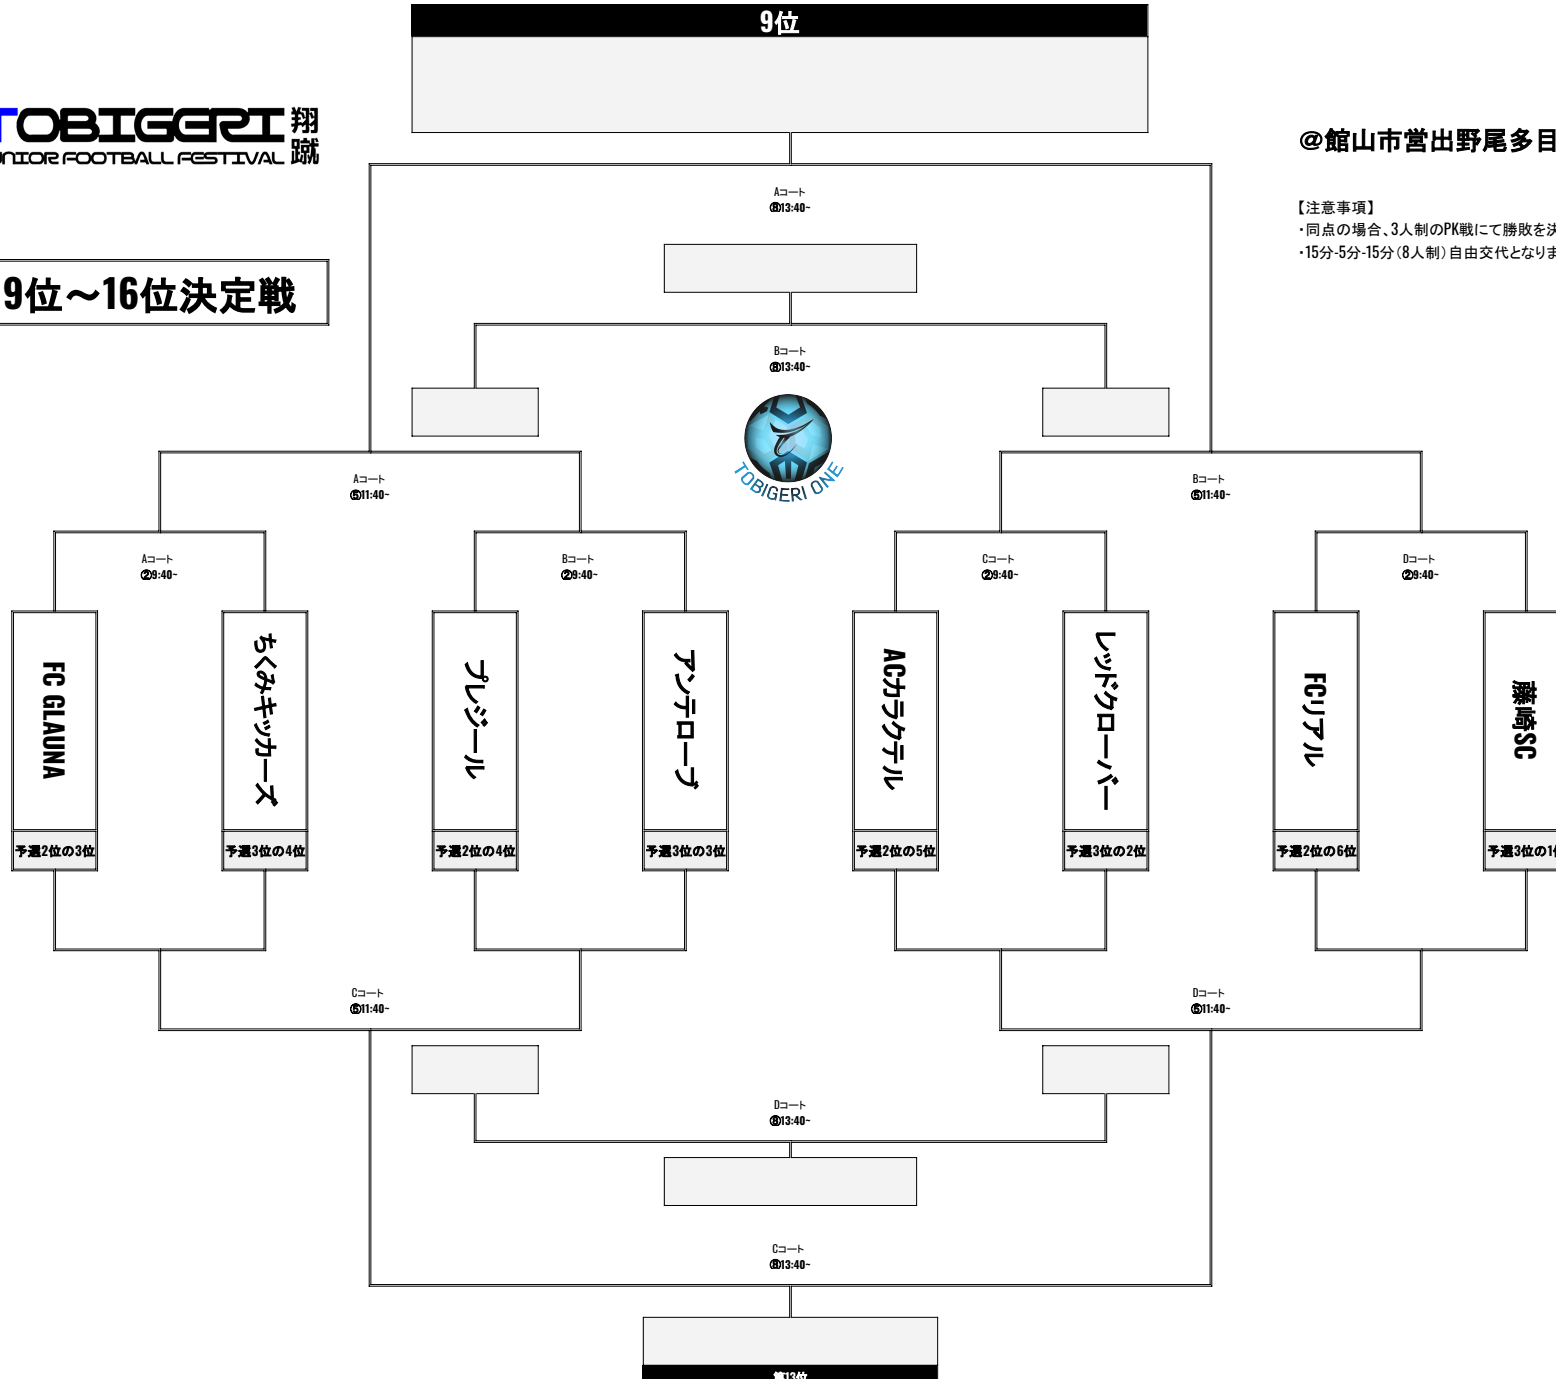 9位
TOBIGERI 翔蹴
JUNIOR FOOTBALL FESTIVAL
@館山市営出野尾多目
【注意事項】
・同点の場合、3人制のPK戦にて勝敗を決
・15分-5分-15分(8人制)自由交代となりま
9位～16位決定戦
Aコート
⑧13:40~
Bコート
⑧13:40~
TOBIGERI ONE
Aコート
⑤11:40~
Bコート
⑤11:40~
Aコート
②9:40~
Bコート
②9:40~
Cコート
②9:40~
Dコート
②9:40~
FC GLAUNA
ちくみキッカーズ
プレジール
アンテローブ
ACカラクテル
レッドクローバー
FCリアル
藤崎SC
予選2位の3位
予選3位の4位
予選2位の4位
予選3位の3位
予選2位の5位
予選3位の2位
予選2位の6位
予選3位の1位
Cコート
⑤11:40~
Dコート
⑤11:40~
Dコート
⑧13:40~
Cコート
⑧13:40~
第13位